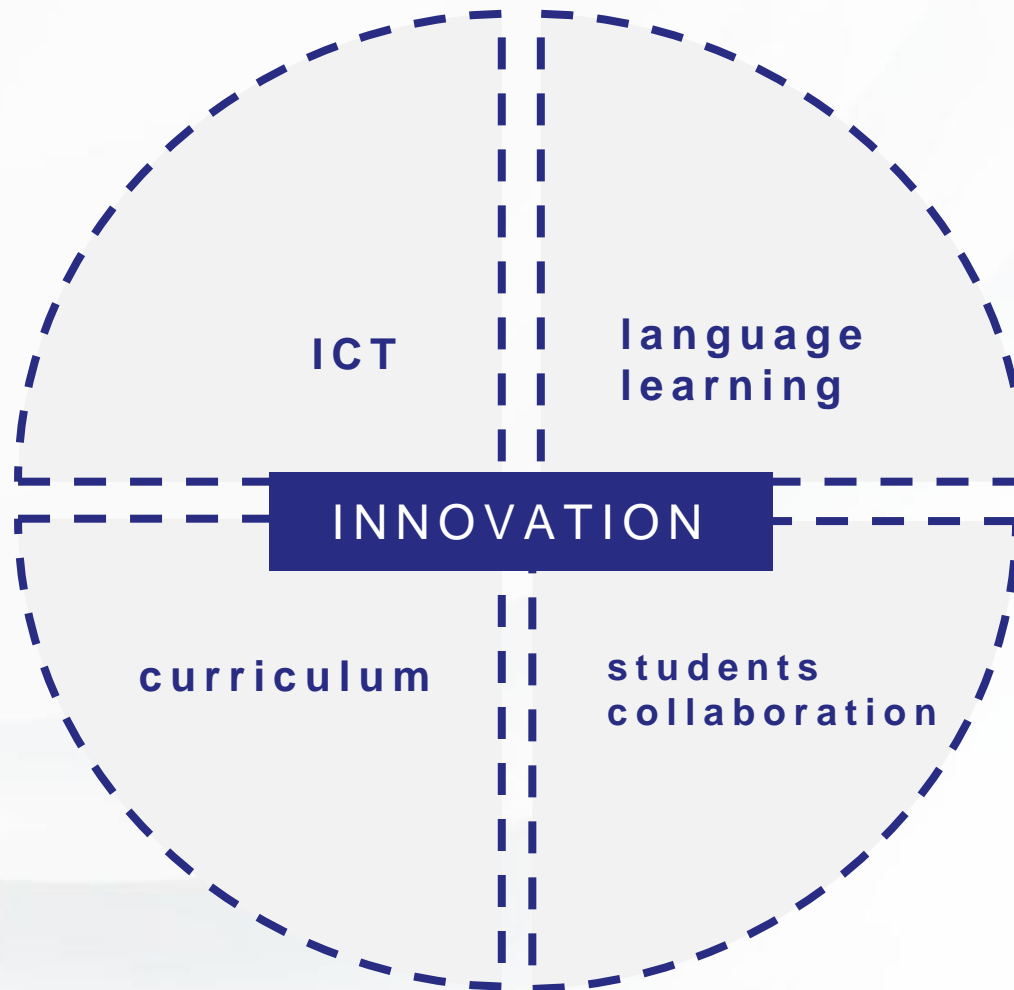 ICT
language
learning
INNOVATION
curriculum
students
collaboration